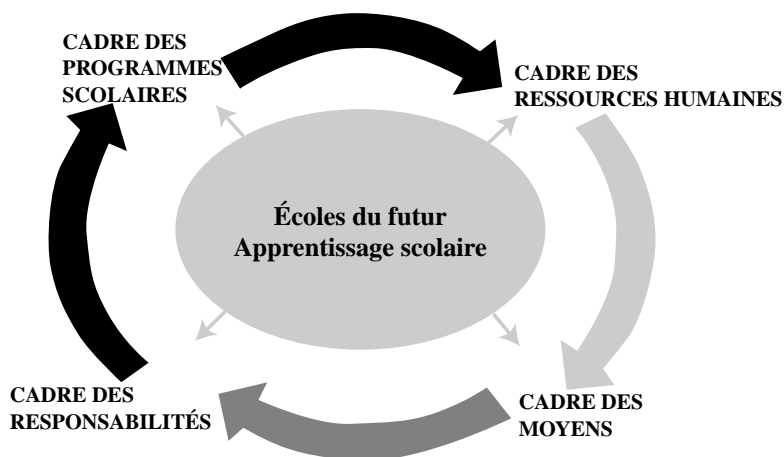 CADRE DES
PROGRAMMES
SCOLAIRES
CADRE DES
RESSOURCES HUMAINES
Écoles du futur
Apprentissage scolaire
CADRE DES
RESPONSABILITÉS
CADRE DES
MOYENS